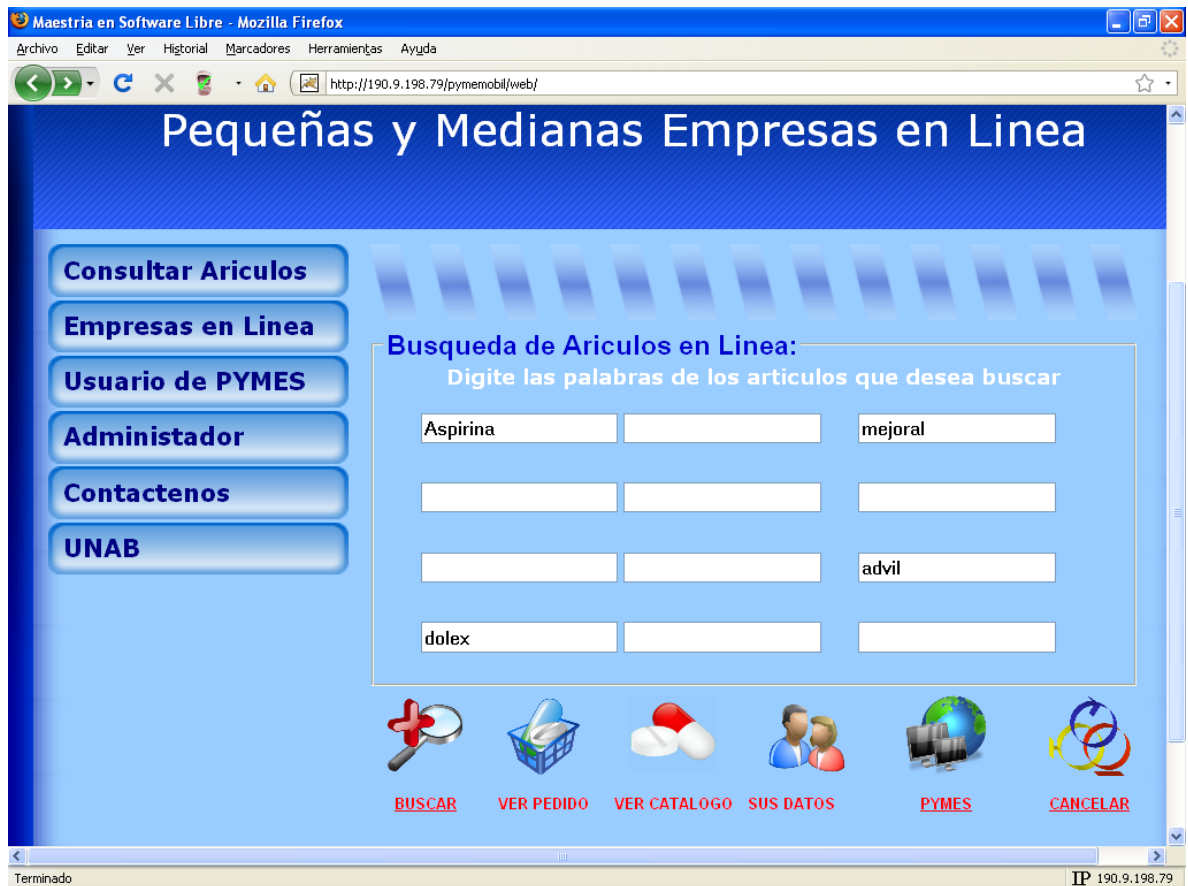 Maestria en Software Libre - Mozilla Firefox
Archivo Editar Ver Historial Marcadores Herramientas Ayuda
http://190.9.198.79/pymemobil/web/
Pequeñas y Medianas Empresas en Linea
Consultar Ariculos
Empresas en Linea
Usuario de PYMES
Administador
Contactenos
UNAB
Busqueda de Ariculos en Linea:
Digite las palabras de los articulos que desea buscar
Aspirina mejoral
advil
dolex
BUSCAR VER PEDIDO VER CATALOGO SUS DATOS PYMES CANCELAR
Terminado IP 190.9.198.79